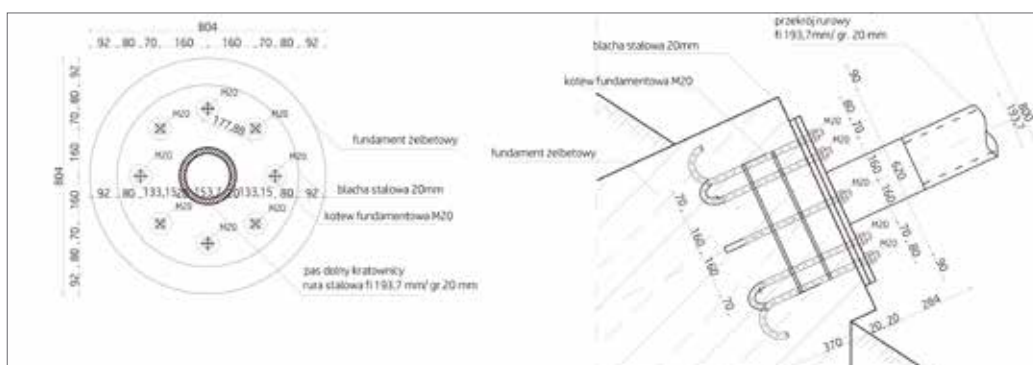 804
92 . 80 . 70 . 160 . 160 . 70 . 80 . 92
804
92 . 80 . 70 . 160 . 160 . 70 . 80 . 92
M20
M20
M20
177,88
M20
M20
M20
M20
M20
92 . 80
133,15
133,15
80 . 92
fundament żelbetowy
blacha stalowa 20mm
kotew fundamentowa M20
pas dolny kratownicy
rura stalowa fi 193,7 mm/ gr 20 mm
przekrój rurowy
fi 193,7mm/ gr. 20 mm
blacha stalowa 20mm
kotew fundamentowa M20
fundament żelbetowy
90
80 . 70
160 . 160
620
70 . 80
90
M20
M20
M20
M20
M20
800
193,7
70 . 160 . 160 . 70
370
20 . 20
284